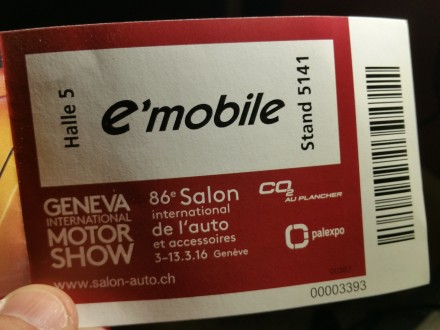 Halle 5
e'mobile
Stand 5141
GENEVA
INTERNATIONAL
MOTOR
SHOW
86e Salon
international
de l'auto
et accessoires
3–13.3.16 Genève
CO2
AU PLANCHER
palexpo
www.salon-auto.ch
00003393